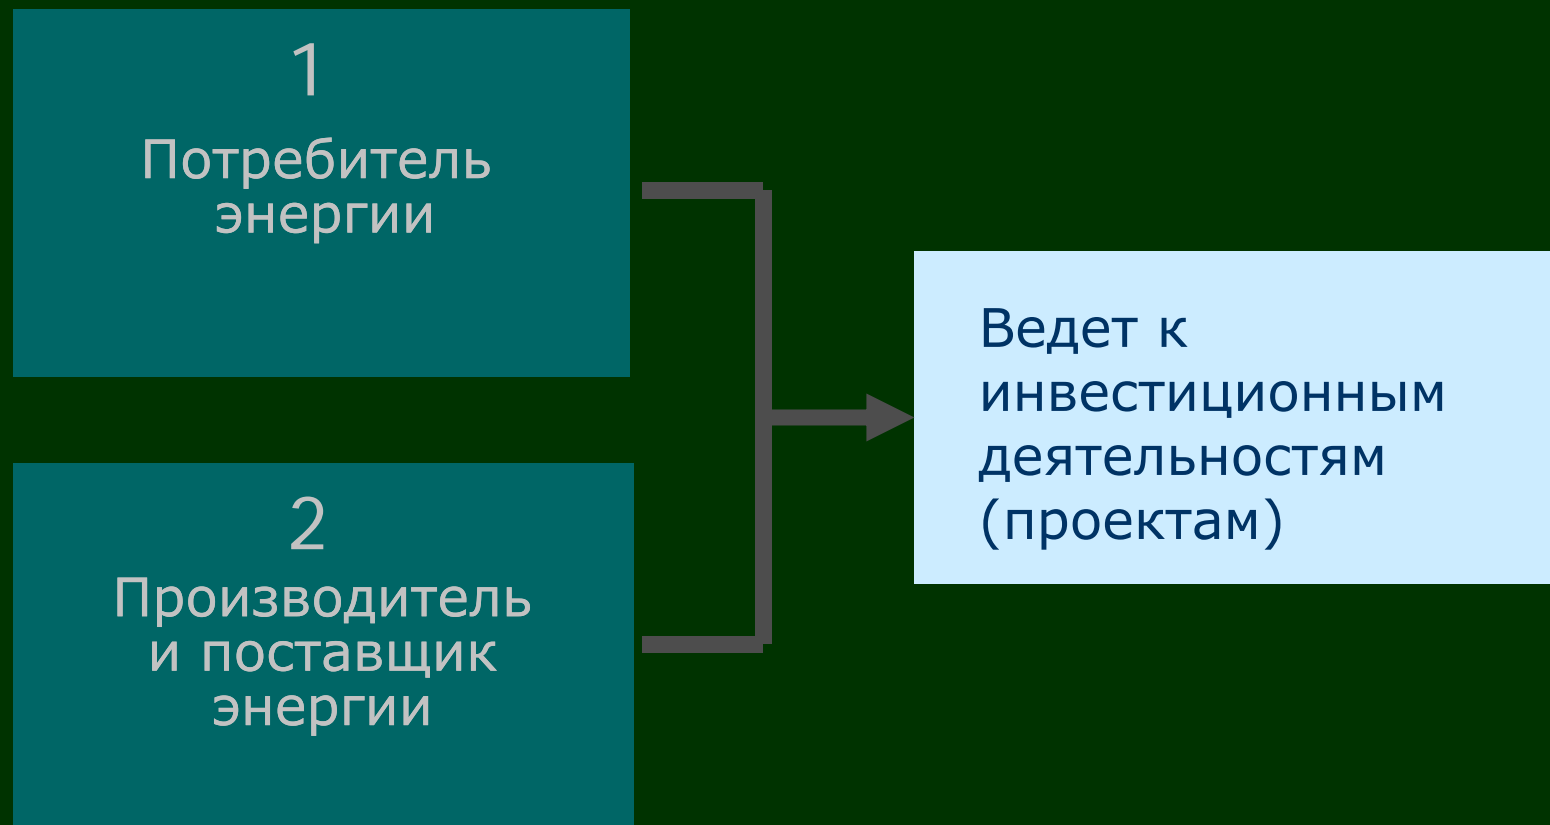 1
Потребитель
энергии
2
Производитель
и поставщик
энергии
Ведет к
инвестиционным
деятельностям
(проектам)